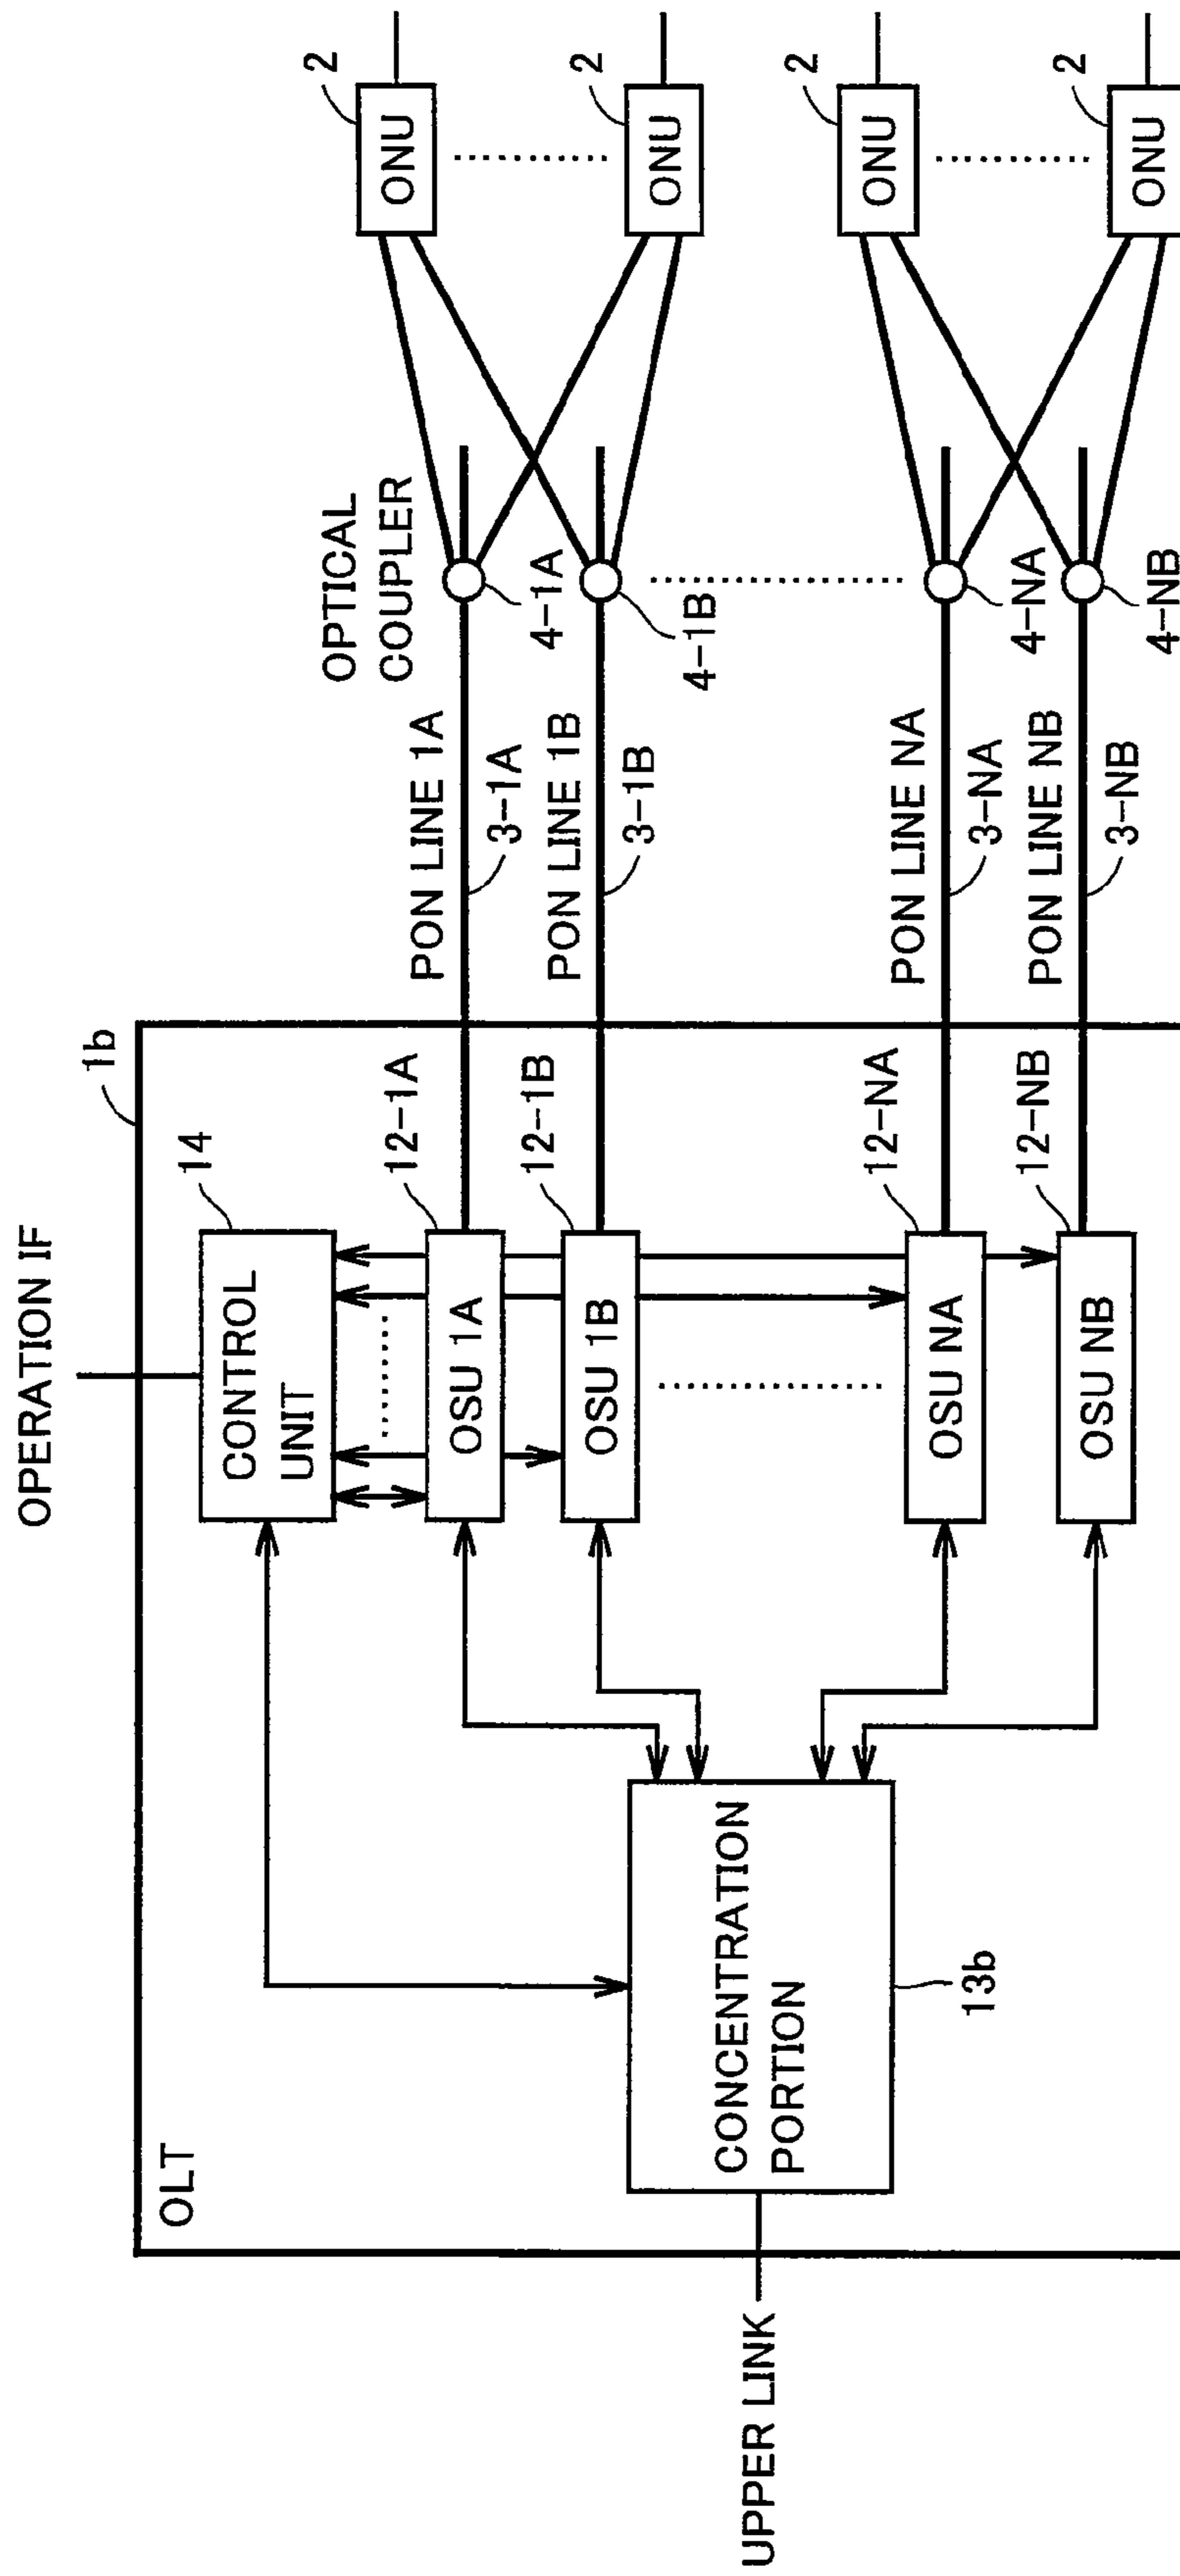 OPERATION IF
1b
OLT
14
CONTROL
UNIT
12-1A
OSU 1A
12-1B
OSU 1B
12-NA
OSU NA
12-NB
OSU NB
CONCENTRATION
PORTION
13b
UPPER LINK
PON LINE 1A
3-1A
PON LINE 1B
3-1B
PON LINE NA
3-NA
PON LINE NB
3-NB
OPTICAL
COUPLER
4-1A
4-1B
4-NA
4-NB
2
ONU
2
ONU
2
ONU
2
ONU